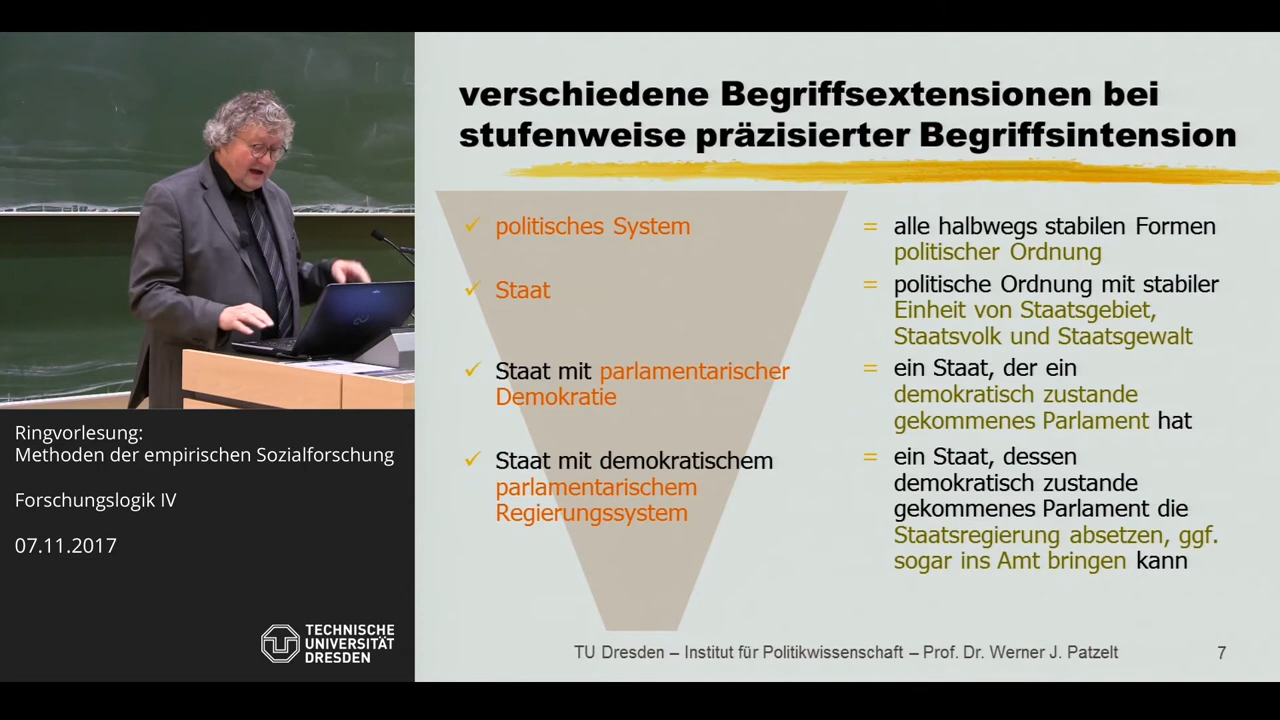 verschiedene Begriffsextensionen bei
stufenweise präzisierter Begriffsintension
✓ politisches System
= alle halbwegs stabilen Formen
politischer Ordnung
✓ Staat
= politische Ordnung mit stabiler
Einheit von Staatsgebiet,
Staatsvolk und Staatsgewalt
✓ Staat mit parlamentarischer
Demokratie
= ein Staat, der ein
demokratisch zustande
gekommenes Parlament hat
✓ Staat mit demokratischem
parlamentarischem
Regierungssystem
= ein Staat, dessen
demokratisch zustande
gekommenes Parlament die
Staatsregierung absetzen, ggf.
sogar ins Amt bringen kann
TU Dresden – Institut für Politikwissenschaft – Prof. Dr. Werner J. Patzelt
7
Ringvorlesung:
Methoden der empirischen Sozialforschung
Forschungslogik IV
07.11.2017
TECHNISCHE
UNIVERSITÄT
DRESDEN